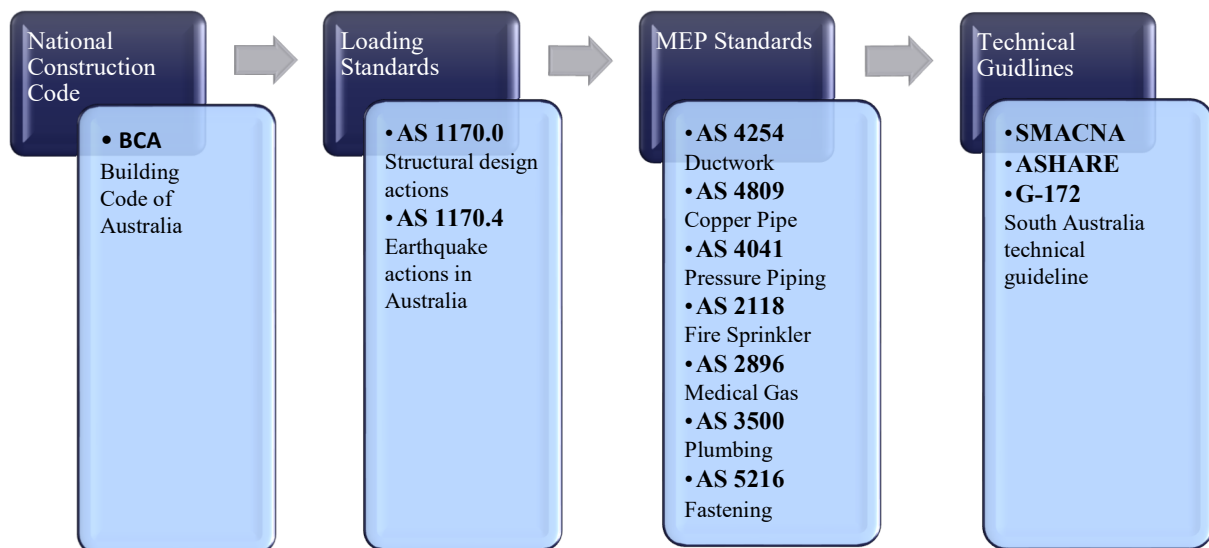 National
Construction
Code
• BCA
Building
Code of
Australia
Loading
Standards
• AS 1170.0
Structural design
actions
• AS 1170.4
Earthquake
actions in
Australia
MEP Standards
• AS 4254
Ductwork
• AS 4809
Copper Pipe
• AS 4041
Pressure Piping
• AS 2118
Fire Sprinkler
• AS 2896
Medical Gas
• AS 3500
Plumbing
• AS 5216
Fastening
Technical
Guidlines
• SMACNA
• ASHARE
• G-172
South Australia
technical
guideline